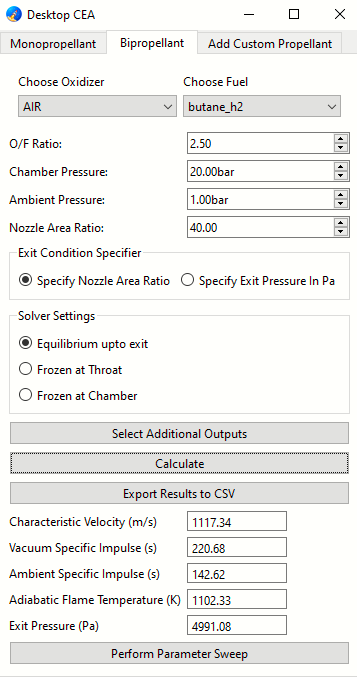 Desktop CEA
Monopropellant Bipropellant Add Custom Propellant
Choose Oxidizer Choose Fuel
AIR butane_h2
O/F Ratio: 2.50
Chamber Pressure: 20.00bar
Ambient Pressure: 1.00bar
Nozzle Area Ratio: 40.00
Exit Condition Specifier
Specify Nozzle Area Ratio Specify Exit Pressure In Pa
Solver Settings
Equilibrium upto exit
Frozen at Throat
Frozen at Chamber
Select Additional Outputs
Calculate
Export Results to CSV
Characteristic Velocity (m/s) 1117.34
Vacuum Specific Impulse (s) 220.68
Ambient Specific Impulse (s) 142.62
Adiabatic Flame Temperature (K) 1102.33
Exit Pressure (Pa) 4991.08
Perform Parameter Sweep